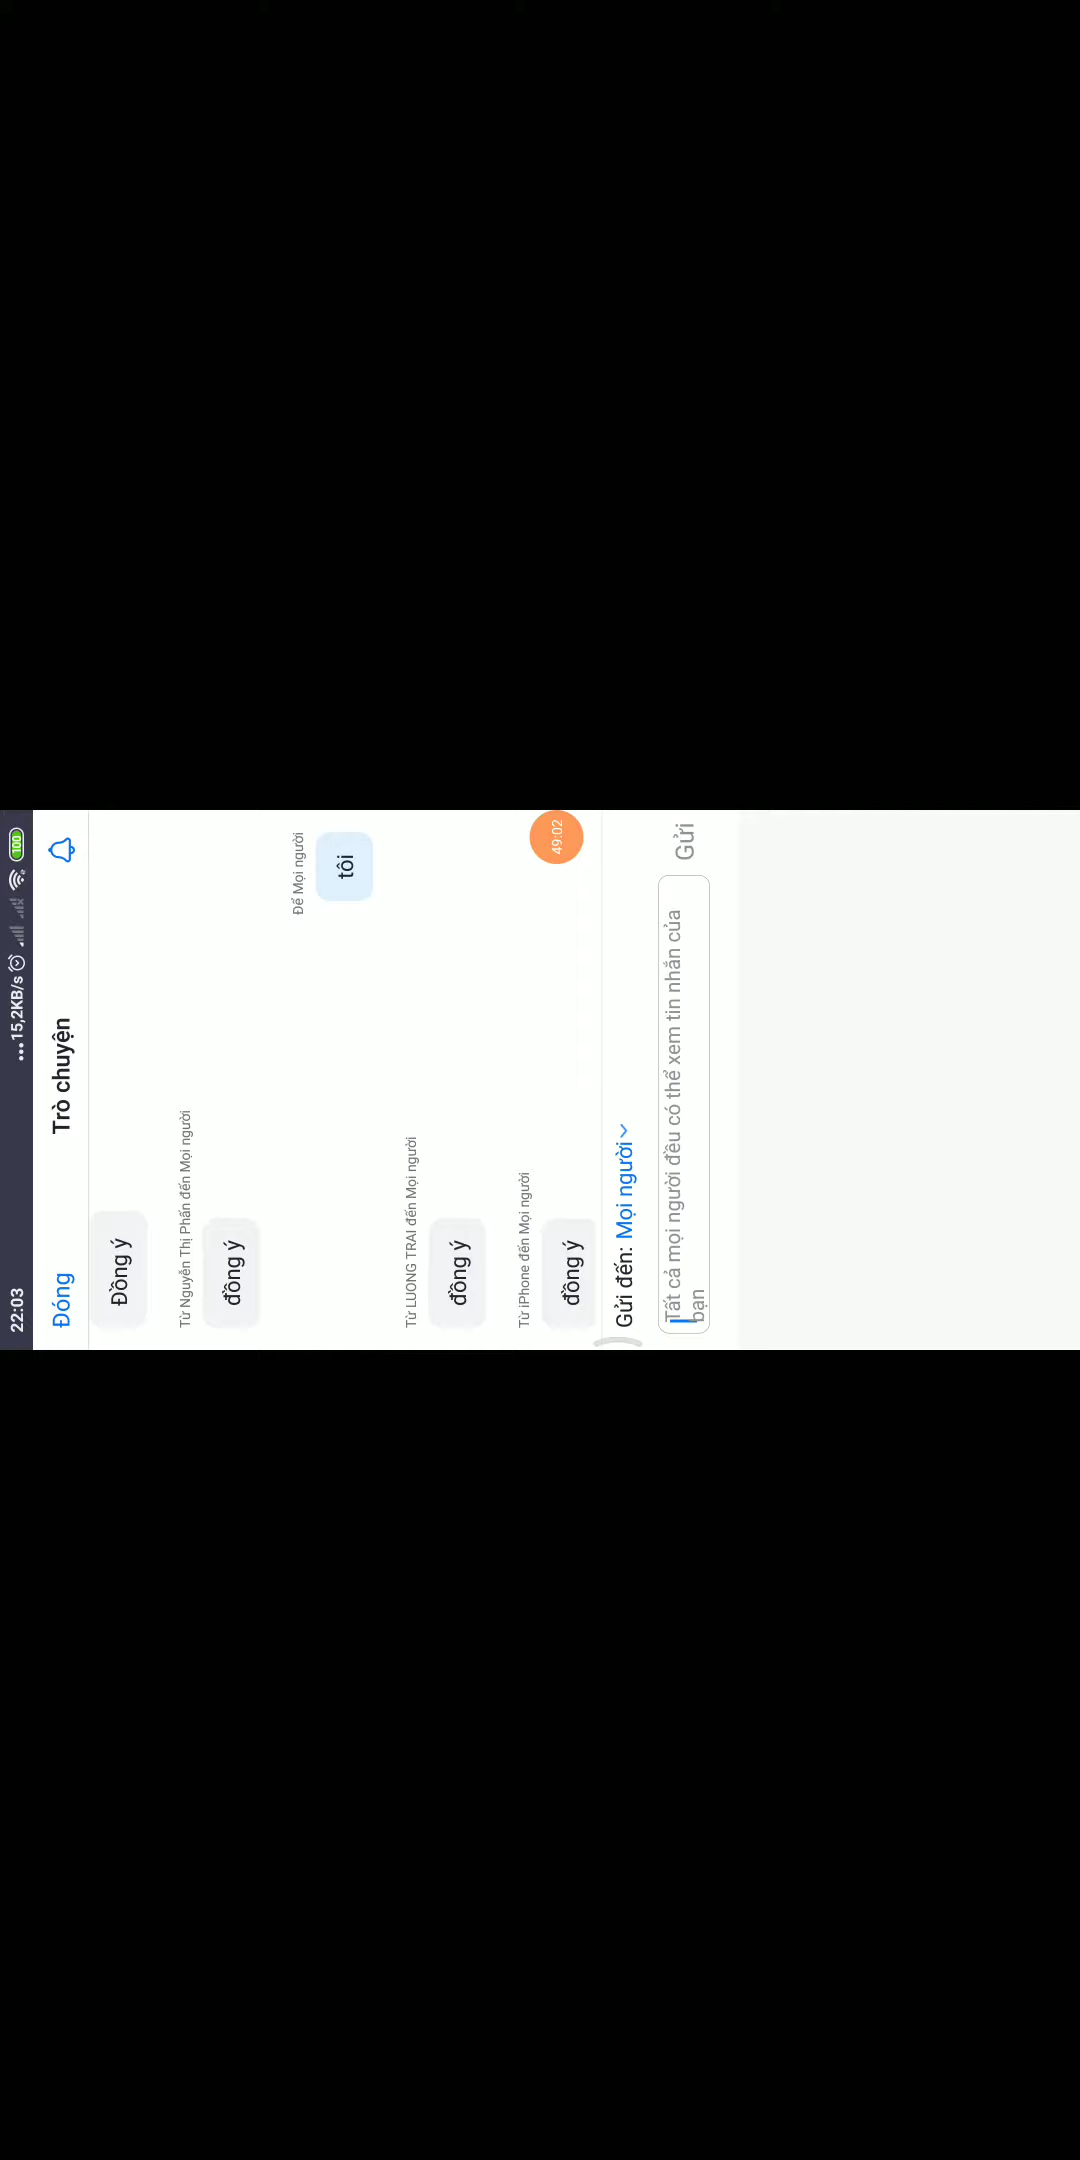 22:03
...15,2KB/s
100
Đóng
Trò chuyện
Đồng ý
Từ Nguyễn Thị Phấn đến Mọi người
đồng ý
Để Mọi người
tôi
Từ LUONG TRAI đến Mọi người
đồng ý
Từ iPhone đến Mọi người
đồng ý
49:02
Gửi đến: Mọi người
Tất cả mọi người đều có thể xem tin nhắn của
bạn
Gửi